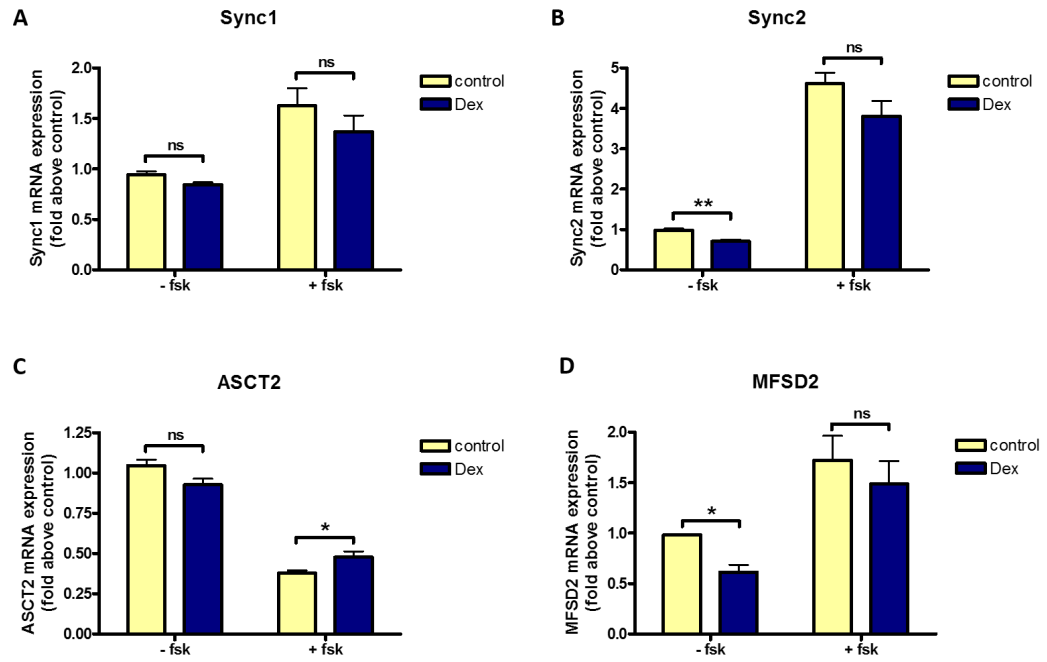 A
Sync1
Sync1 mRNA expression
(fold above control)
2.0
1.5
1.0
0.5
0.0
ns
ns
- fsk
+ fsk
control
Dex
B
Sync2
Sync2 mRNA expression
(fold above control)
5
4
3
2
1
0
**
ns
- fsk
+ fsk
control
Dex
C
ASCT2
ASCT2 mRNA expression
(fold above control)
1.25
1.00
0.75
0.50
0.25
0.00
ns
*
- fsk
+ fsk
control
Dex
D
MFSD2
MFSD2 mRNA expression
(fold above control)
2.0
1.5
1.0
0.5
0.0
*
ns
- fsk
+ fsk
control
Dex